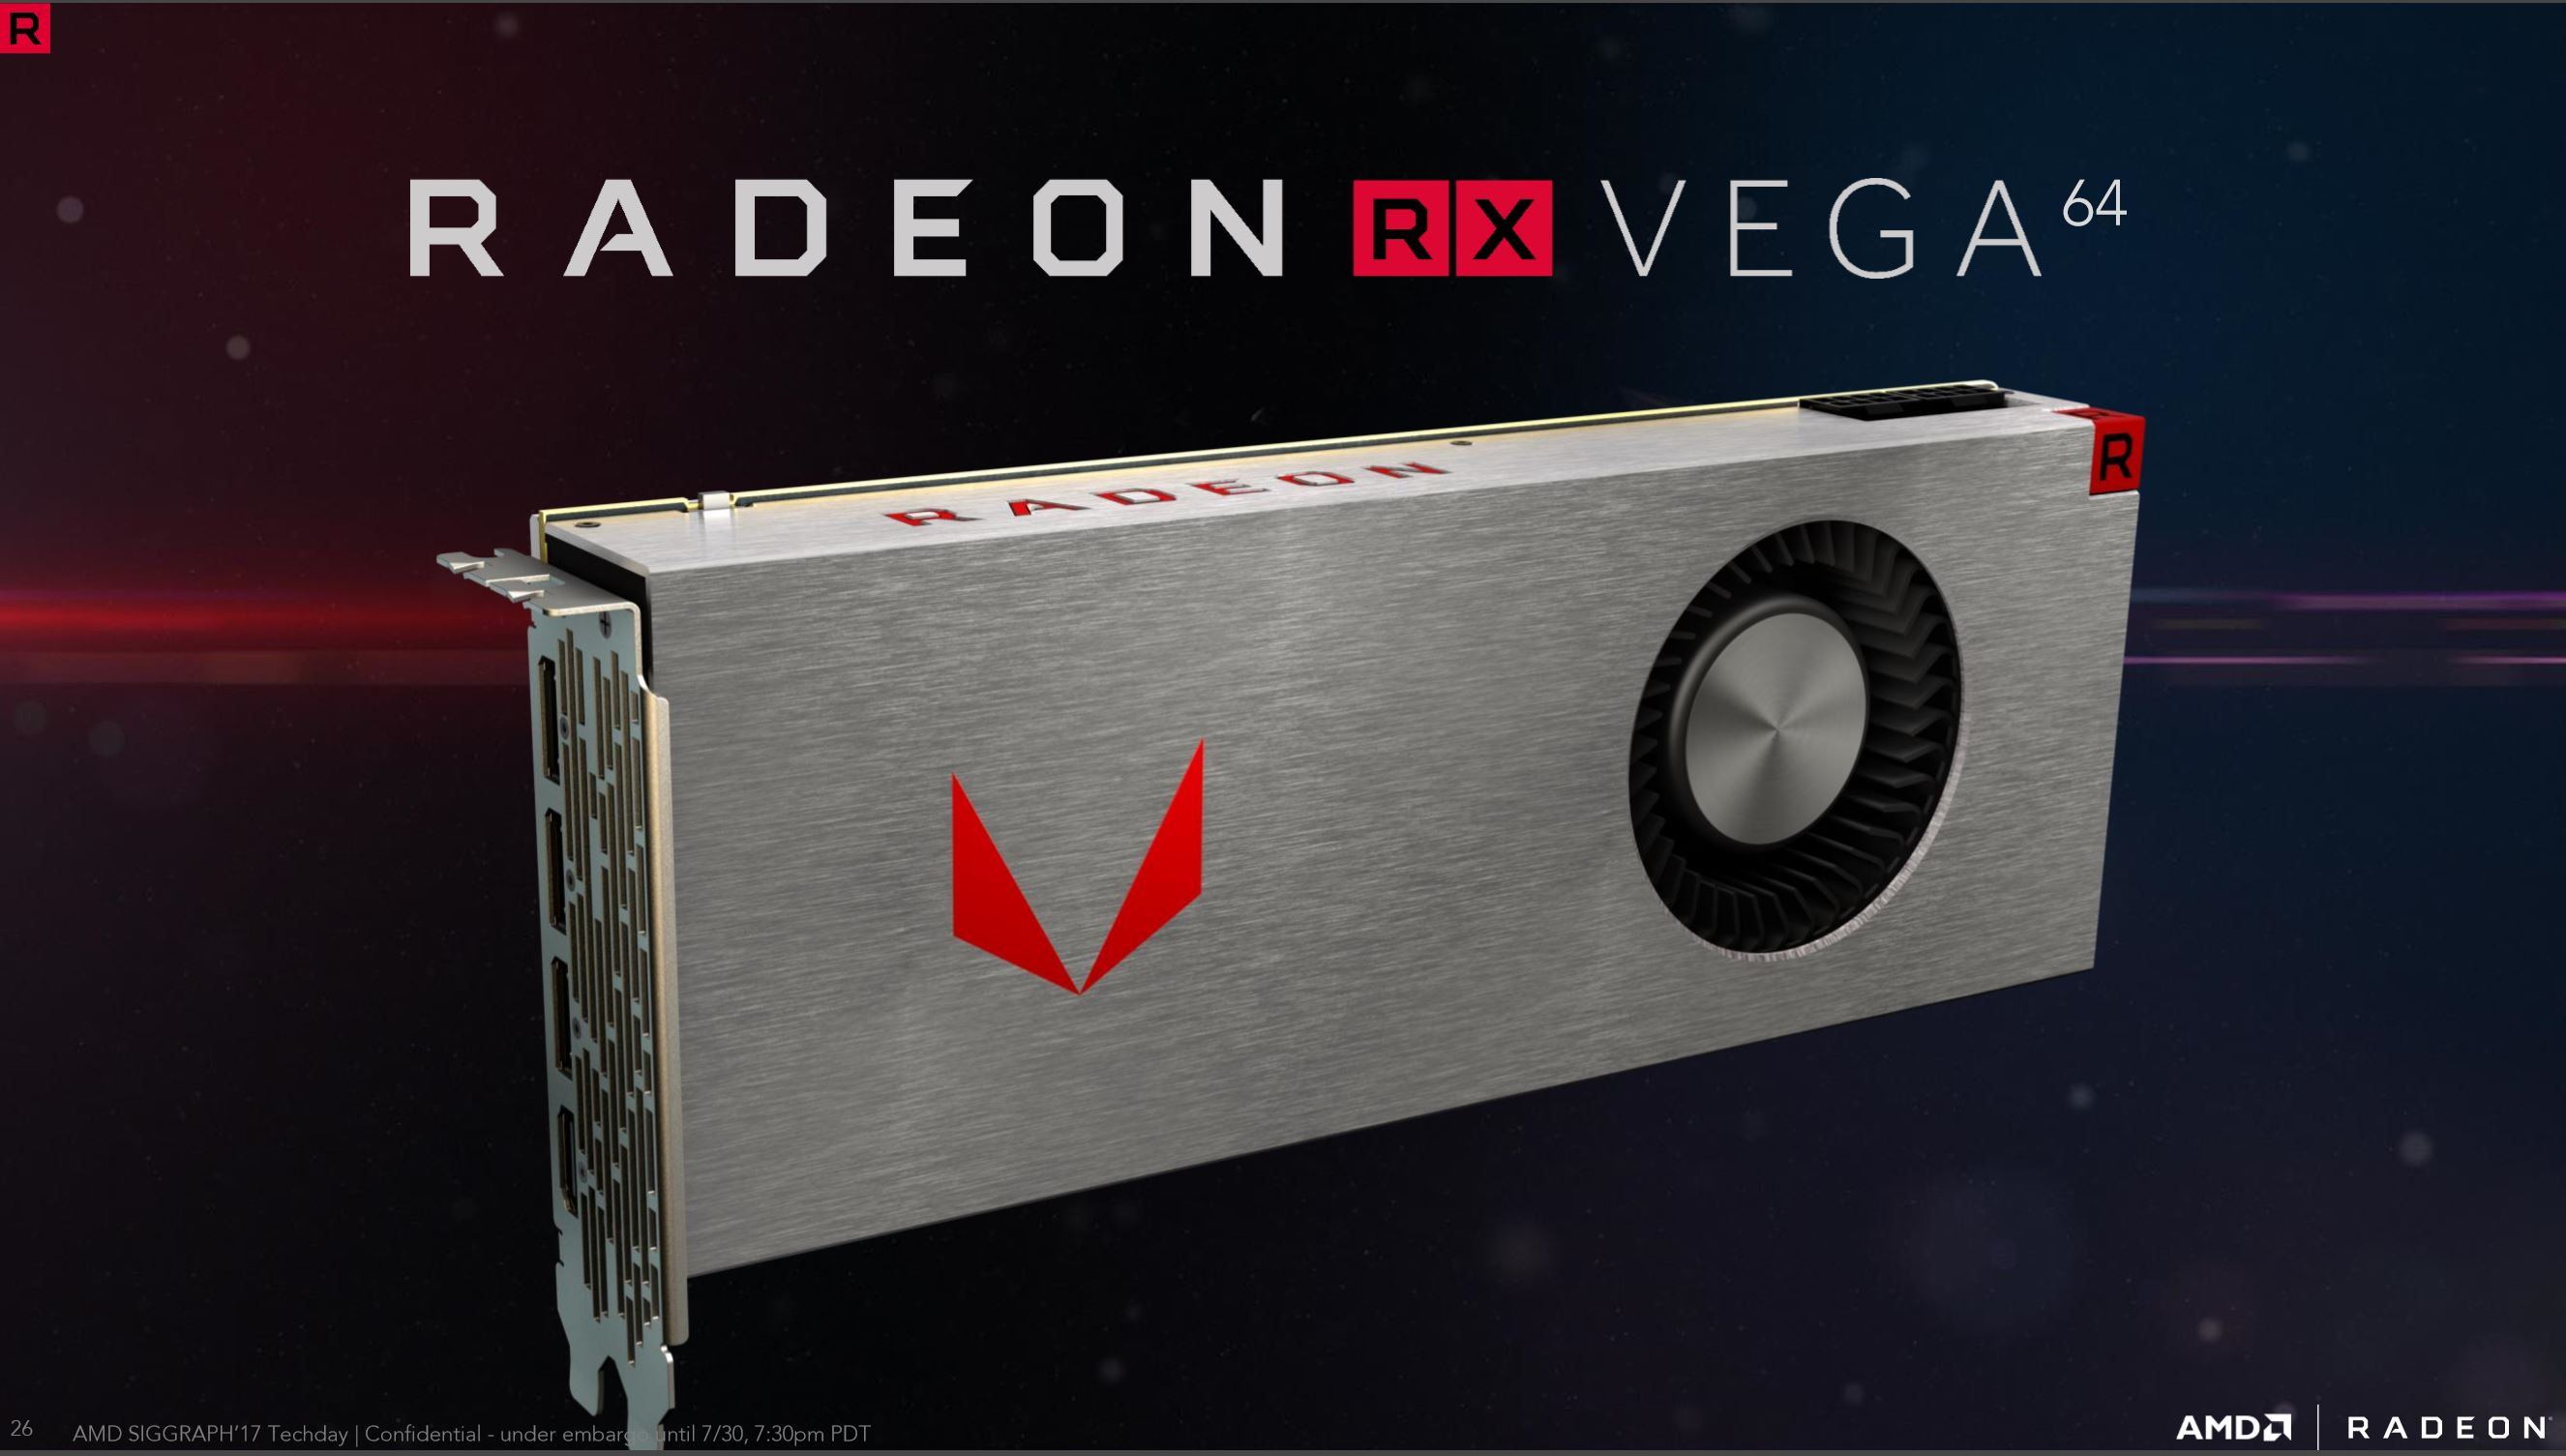 R
RADEON RX VEGA 64
RADEON
R
26 AMD SIGGRAPH'17 Techday | Confidential - under embargo until 7/30, 7:30pm PDT
AMD | RADEON